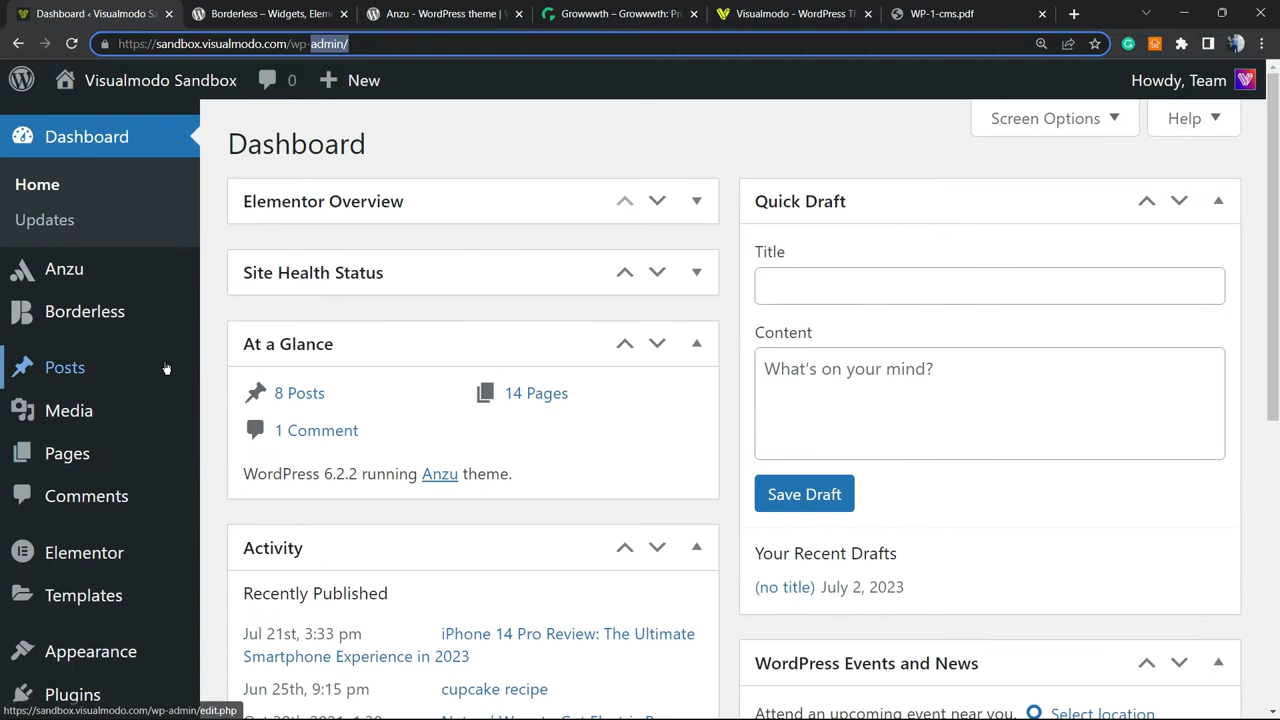 Dashboard ‹ Visualmodo Sa
Borderless – Widgets, Elem
Anzu - WordPress theme | V
Growwwth – Growwwth: Pr
Visualmodo - WordPress Th
WP-1-cms.pdf
https://sandbox.visualmodo.com/wp-admin/
Visualmodo Sandbox
0
New
Howdy, Team
Dashboard
Home
Updates
Anzu
Borderless
Posts
Media
Pages
Comments
Elementor
Templates
Appearance
Plugins
https://sandbox.visualmodo.com/wp-admin/edit.php
Screen Options
Help
Dashboard
Elementor Overview
Site Health Status
At a Glance
8 Posts
14 Pages
1 Comment
WordPress 6.2.2 running Anzu theme.
Activity
Recently Published
Jul 21st, 3:33 pm iPhone 14 Pro Review: The Ultimate
Smartphone Experience in 2023
Jun 25th, 9:15 pm cupcake recipe
Quick Draft
Title
Content
What's on your mind?
Save Draft
Your Recent Drafts
(no title) July 2, 2023
WordPress Events and News
Attend an upcoming event near you.
Select location